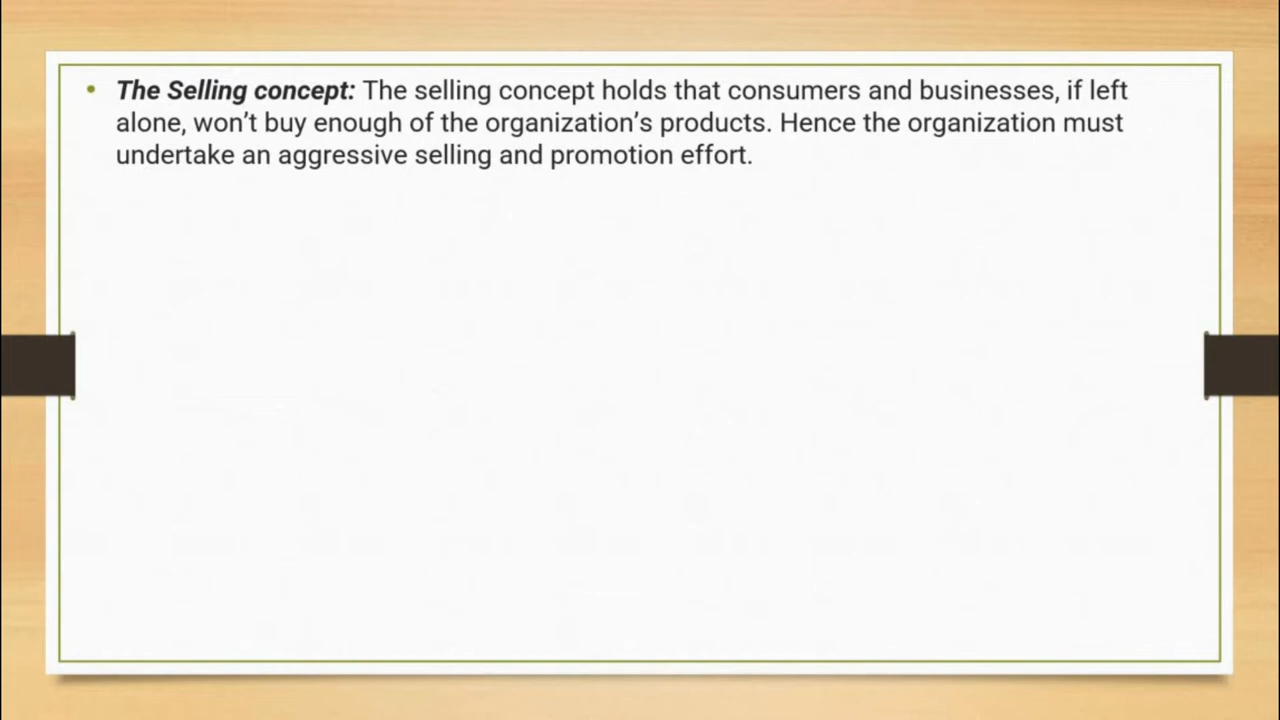 • The Selling concept: The selling concept holds that consumers and businesses, if left
alone, won’t buy enough of the organization’s products. Hence the organization must
undertake an aggressive selling and promotion effort.